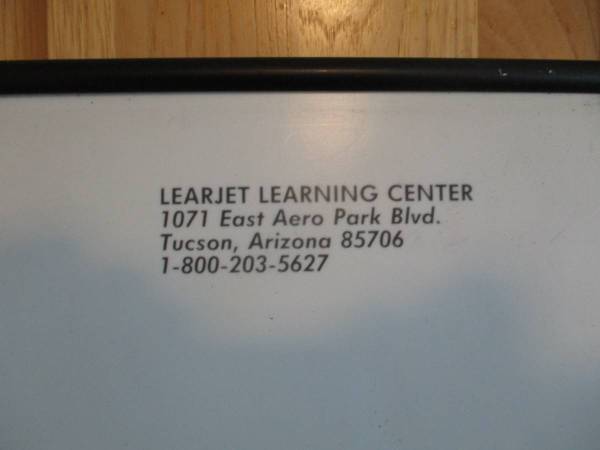 LEARJET LEARNING CENTER
1071 East Aero Park Blvd.
Tucson, Arizona 85706
1-800-203-5627